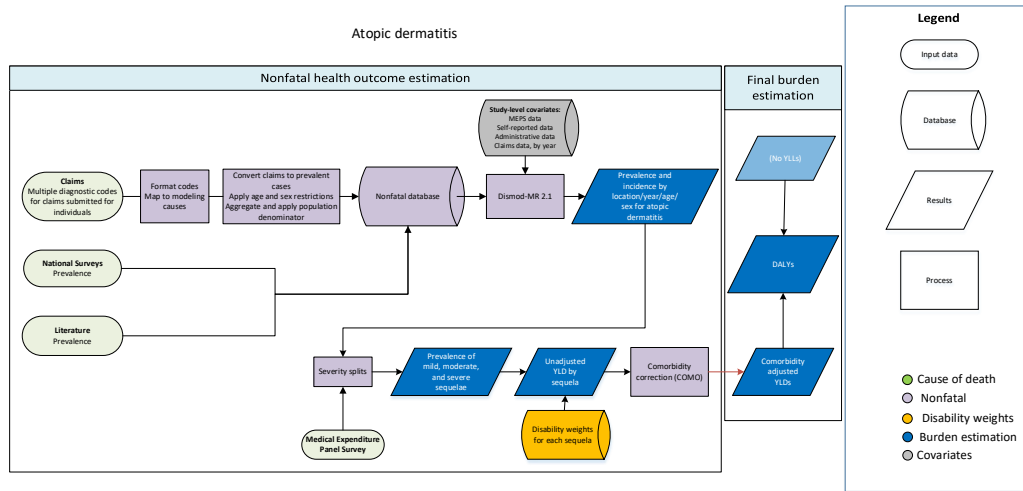 Atopic dermatitis
Nonfatal health outcome estimation
Final burden
estimation
Study-level covariates:
MEPS data
Self-reported data
Administrative data
Claims data, by year
Claims
Multiple diagnostic codes
for claims submitted for
individuals
Format codes
Map to modeling
causes
Convert claims to prevalent
cases
Apply age and sex restrictions
Aggregate and apply population
denominator
Nonfatal database
Dismod-MR 2.1
Prevalence and
incidence by
location/year/age/
sex for atopic
dermatitis
(No YLLs)
DALYs
National Surveys
Prevalence
Literature
Prevalence
Severity splits
Prevalence of
mild, moderate,
and severe
sequelae
Unadjusted
YLD by
sequela
Comorbidity
correction (COMO)
Comorbidity
adjusted
YLDs
Medical Expenditure
Panel Survey
Disability weights
for each sequela
Legend
Input data
Database
Results
Process
Cause of death
Nonfatal
Disability weights
Burden estimation
Covariates